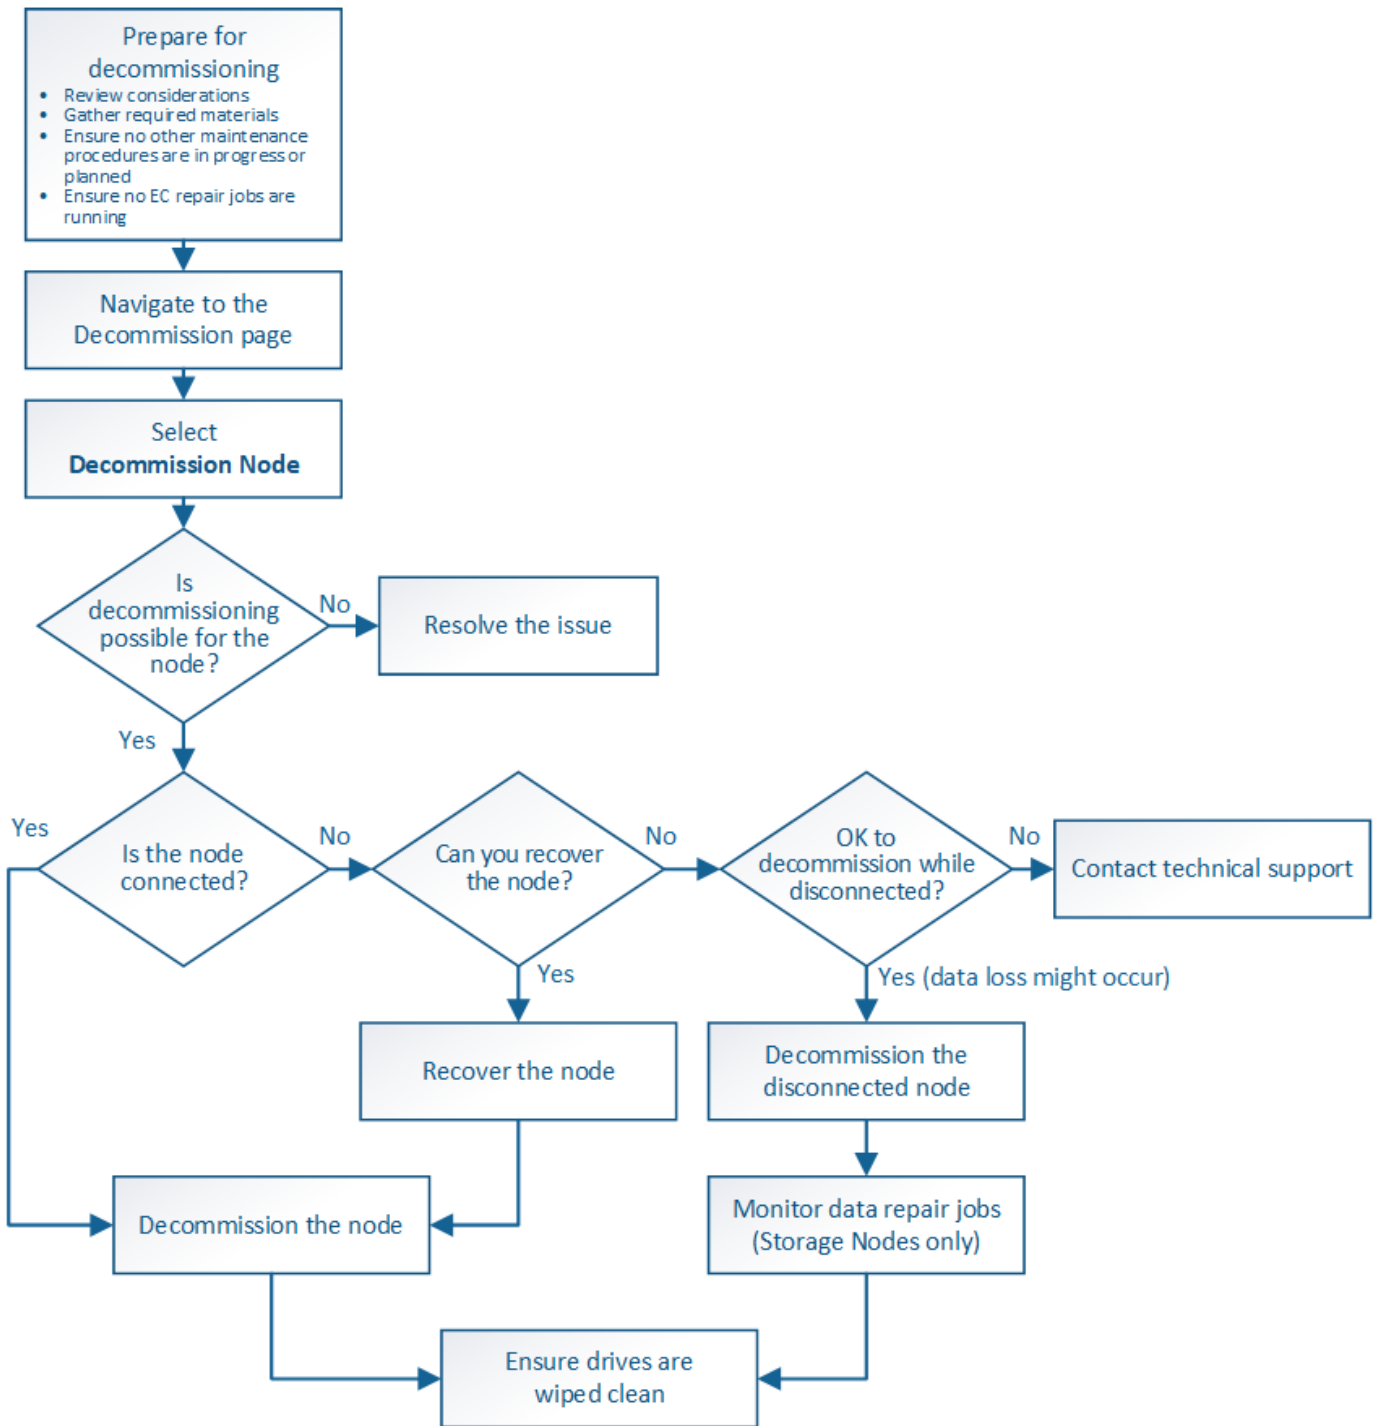 Prepare for
decommissioning
• Review considerations
• Gather required materials
• Ensure no other maintenance
procedures are in progress or
planned
• Ensure no EC repair jobs are
running
Navigate to the
Decommission page
Select
Decommission Node
Is
decommissioning
possible for the
node?
No
Resolve the issue
Yes
Yes
Is the node
connected?
No
Can you recover
the node?
No
OK to
decommission while
disconnected?
No
Contact technical support
Yes
Yes (data loss might occur)
Recover the node
Decommission the
disconnected node
Decommission the node
Monitor data repair jobs
(Storage Nodes only)
Ensure drives are
wiped clean